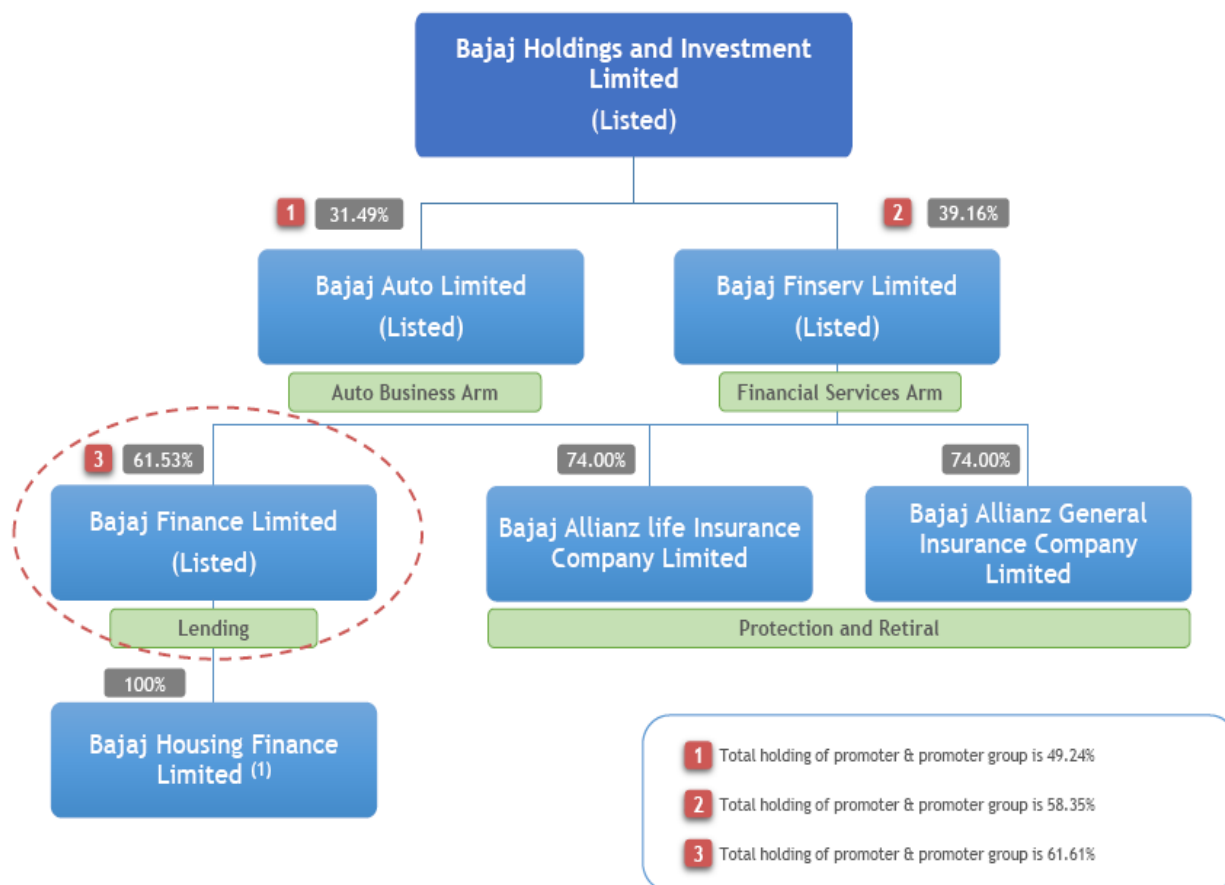 Bajaj Holdings and Investment
Limited
(Listed)
1 31.49%
2 39.16%
Bajaj Auto Limited
(Listed)
Bajaj Finserv Limited
(Listed)
Auto Business Arm
Financial Services Arm
3 61.53%
74.00%
74.00%
Bajaj Finance Limited
(Listed)
Bajaj Allianz life Insurance
Company Limited
Bajaj Allianz General
Insurance Company
Limited
Lending
Protection and Retiral
100%
Bajaj Housing Finance
Limited (1)
1 Total holding of promoter & promoter group is 49.24%
2 Total holding of promoter & promoter group is 58.35%
3 Total holding of promoter & promoter group is 61.61%